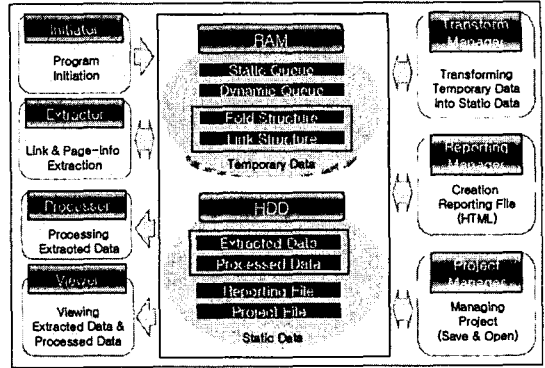 Initiator
Program
Initiation
Extractor
Link & Page-Info
Extraction
Processor
Processing
Extracted Data
Viewer
Viewing
Extracted Data &
Processed Data
RAM
Static Queue
Dynamic Queue
Fold Structure
Link Structure
Temporary Data
HDD
Extracted Data
Processed Data
Reporting File
Project File
Static Data
Transform
Manager
Transforming
Temporary Data
into Static Data
Reporting
Manager
Creation
Reporting File
(HTML)
Project
Manager
Managing
Project
(Save & Open)